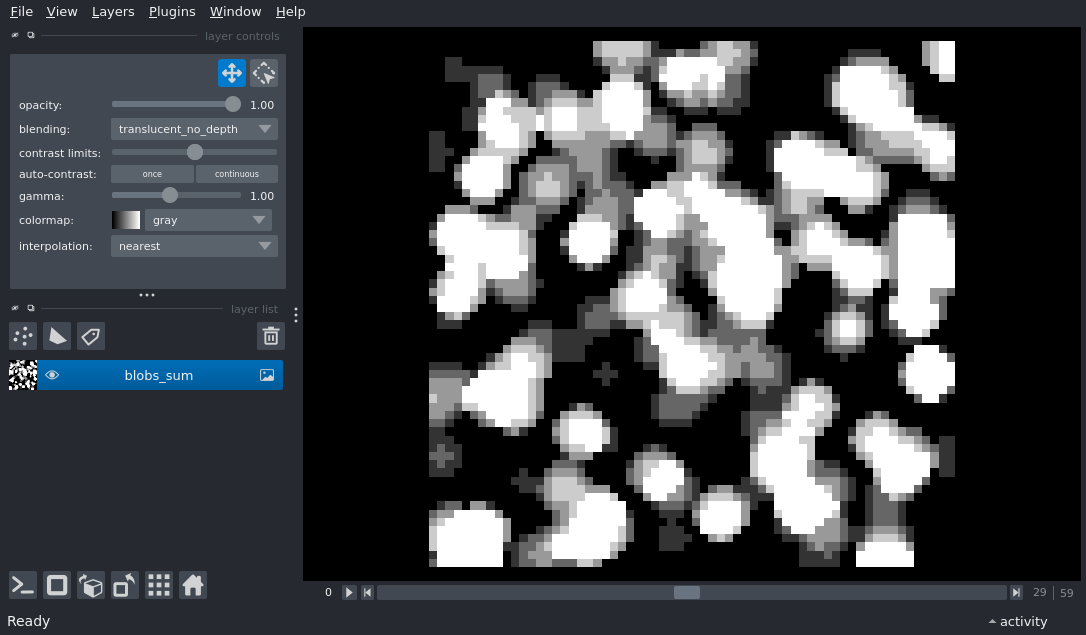 File View Layers Plugins Window Help
layer controls
opacity: 1.00
blending: translucent_no_depth
contrast limits:
auto-contrast: once continuous
gamma: 1.00
colormap: gray
interpolation: nearest
layer list
blobs_sum
0 29 59
Ready activity